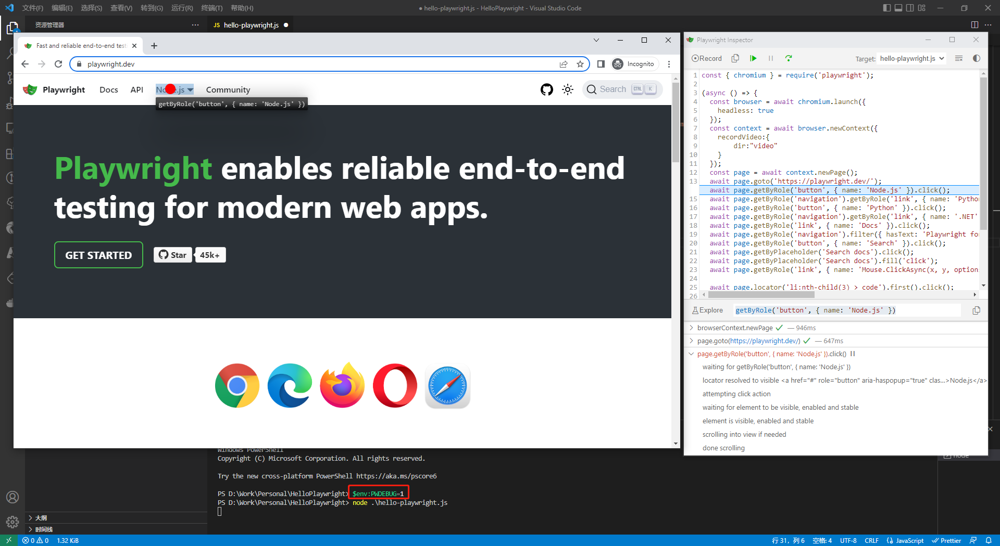 文件(F) 编辑(E) 选择(S) 查看(V) 转到(G) 运行(R) 终端(T) 帮助(H)
● hello-playwright.js - HelloPlaywright - Visual Studio Code
资源管理器
JS hello-playwright.js
Fast and reliable end-to-end test
playwright.dev
Incognito
Playwright Docs API Node.js Community
Search CTRL K
getByRole('button', { name: 'Node.js' })
Playwright enables reliable end-to-end
testing for modern web apps.
GET STARTED
Star 45k+
Windows PowerShell
Copyright (C) Microsoft Corporation. All rights reserved.
Try the new cross-platform PowerShell https://aka.ms/pscore6
PS D:\Work\Personal\HelloPlaywright> $env:PWDEBUG=1
PS D:\Work\Personal\HelloPlaywright> node .\hello-playwright.js
大纲
时间线
Playwright Inspector
Record
Target: hello-playwright.js
1 const { chromium } = require('playwright');
2
3 (async () => {
4 const browser = await chromium.launch({
5 headless: true
6 });
7 const context = await browser.newContext({
8 recordVideo:{
9 dir:"video"
10 }
11 });
12 const page = await context.newPage();
13 await page.goto('https://playwright.dev/');
await page.getByRole('button', { name: 'Node.js' }).click();
15 await page.getByRole('navigation').getByRole('link', { name: 'Python
16 await page.getByRole('button', { name: 'Python' }).click();
17 await page.getByRole('navigation').getByRole('link', { name: '.NET'
18 await page.getByRole('link', { name: 'Docs' }).click();
19 await page.getByRole('navigation').filter({ hasText: 'Playwright fo
20 await page.getByRole('button', { name: 'Search' }).click();
21 await page.getByPlaceholder('Search docs').click();
22 await page.getByPlaceholder('Search docs').fill('click');
23 await page.getByRole('link', { name: 'Mouse.ClickAsync(x, y, option
24
25 await page.locator('li:nth-child(3) > code').first().click();
26
Explore
getByRole('button', { name: 'Node.js' })
browserContext.newPage — 946ms
page.goto(https://playwright.dev/) — 647ms
page.getByRole('button', { name: 'Node.js' }).click()
waiting for getByRole('button', { name: 'Node.js' })
locator resolved to visible <a href="#" role="button" aria-haspopup="true" clas…>Node.js</a>
attempting click action
waiting for element to be visible, enabled and stable
element is visible, enabled and stable
scrolling into view if needed
done scrolling
node
0 0 1.32 KiB
行 31，列 6 空格: 4 UTF-8 CRLF JavaScript Prettier